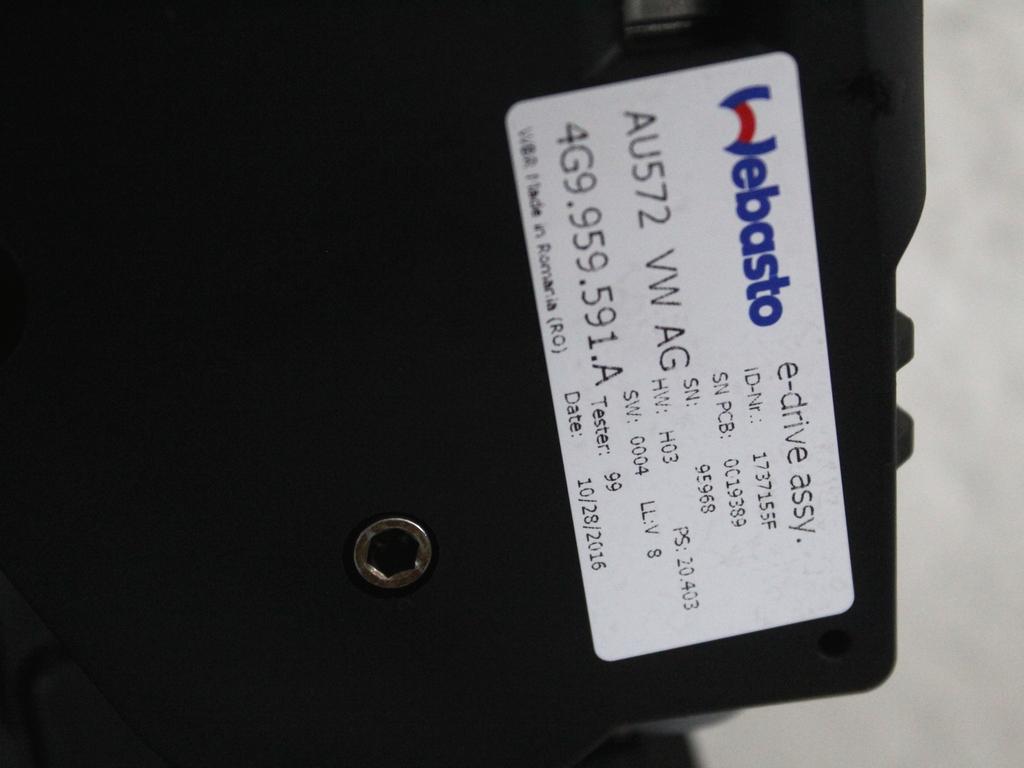 Webasto e-drive assy.
ID-Nr.: 1737155F
SN PCB: 0019389
AU572 VW AG SN: 95968
HW: H03 PS: 20.403
SW: 0004 LL:V 8
4G9.959.591.A Tester: 99
WBR Made in Romania (RO) Date: 10/28/2016